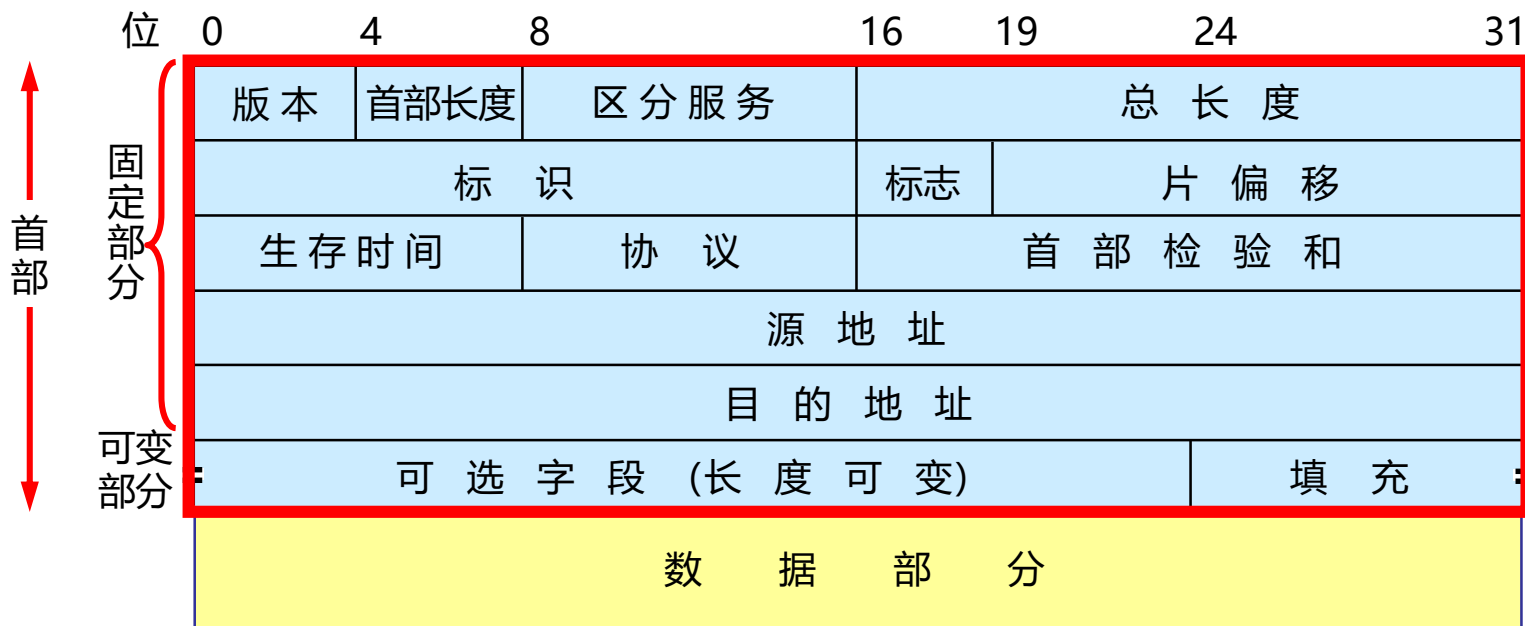 位 0 4 8 16 19 24 31
版本 首部长度 区分服务 总长度
标识 标志 片偏移
生存时间 协议 首部检验和
源地址
目的地址
可选字段 (长度可变) 填充
数据部分
首部
固定部分
可变
部分